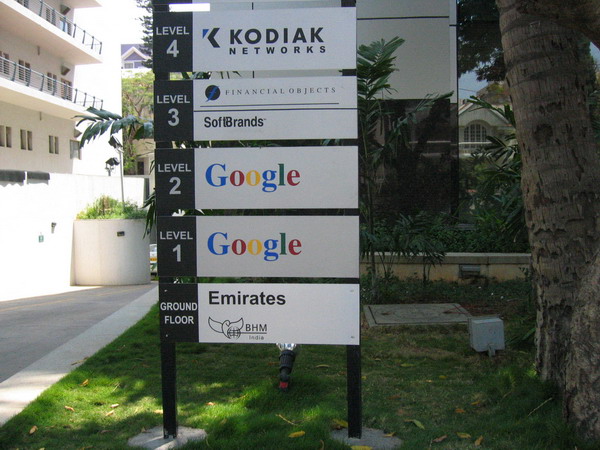 LEVEL
4
KODIAK
NETWORKS
LEVEL
3
FINANCIAL OBJECTS
SoftBrands
LEVEL
2
Google
LEVEL
1
Google
GROUND
FLOOR
Emirates
BHM
India